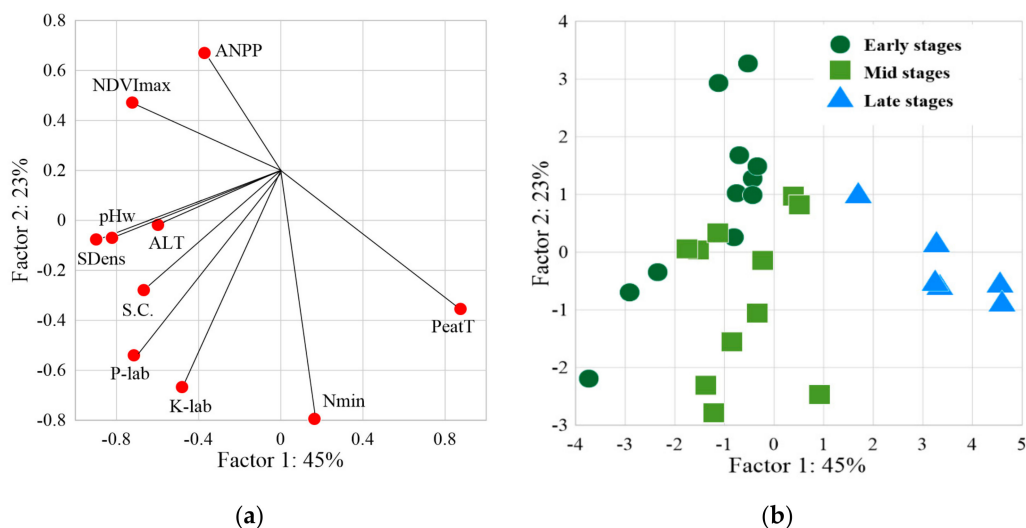 0.8
0.6
0.4
0.2
0
-0.2
-0.4
-0.6
-0.8
-0.8
-0.4
0
0.4
0.8
Factor 2: 23%
Factor 1: 45%
ANPP
NDVImax
pHw
SDens
ALT
S.C.
P-lab
K-lab
Nmin
PeatT
(a)
4
3
2
1
0
-1
-2
-3
-4
-3
-2
-1
0
1
2
3
4
5
Factor 2: 23%
Factor 1: 45%
Early stages
Mid stages
Late stages
(b)